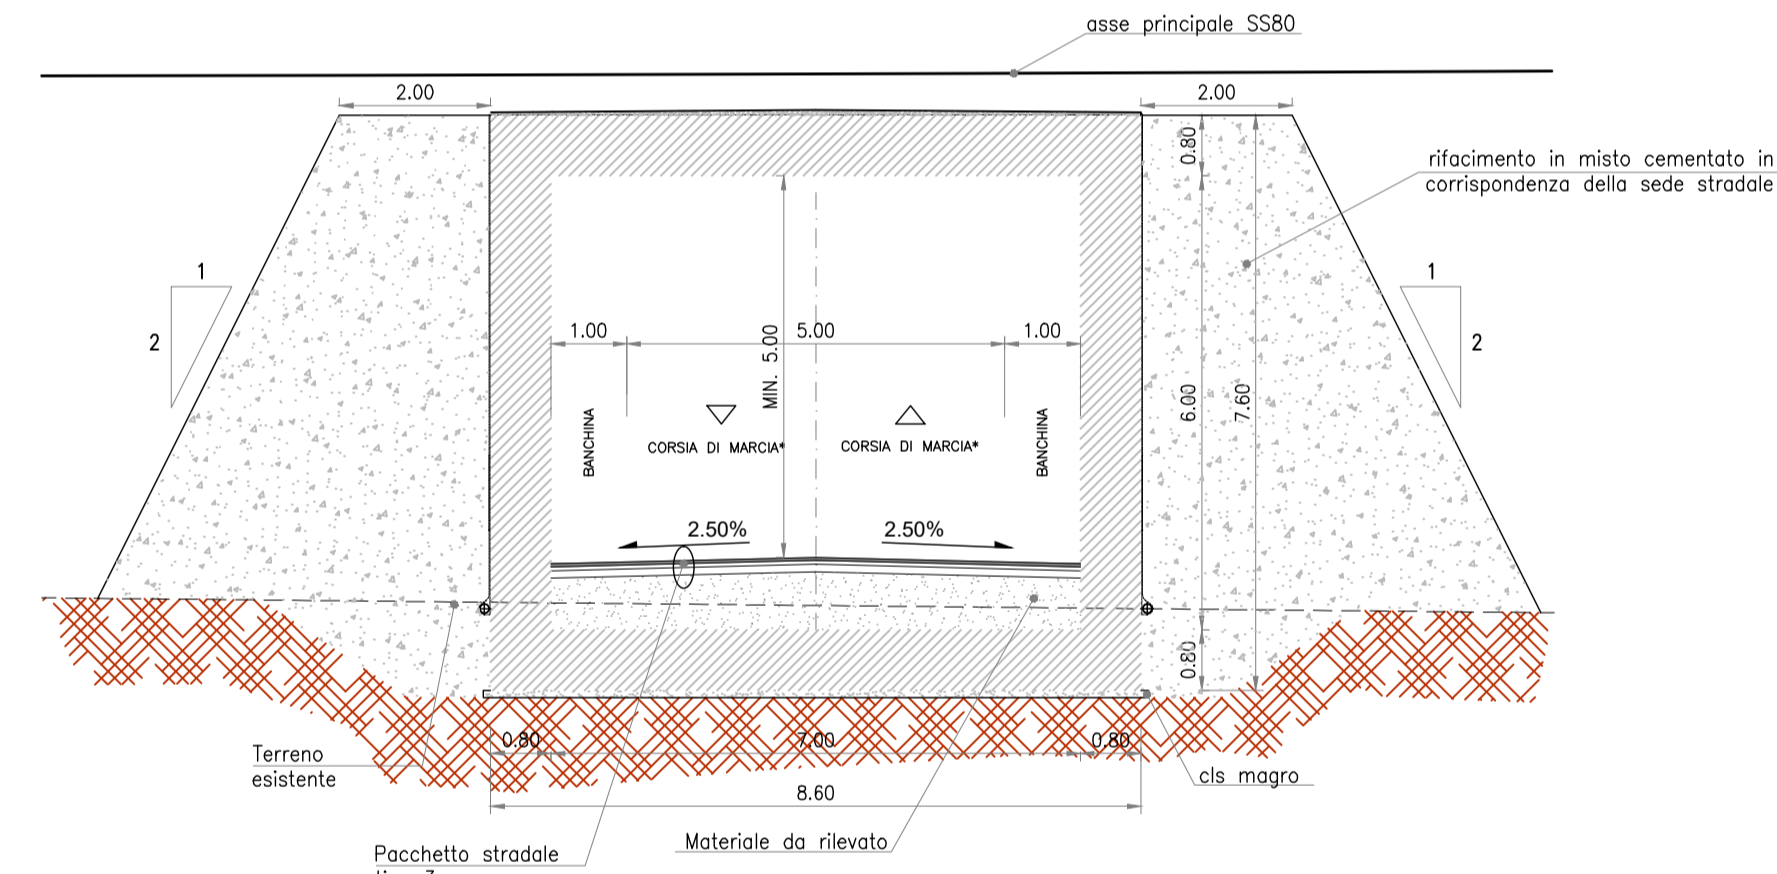 asse principale SS80
2.00
2.00
0.80
rifacimento in misto cementato in
corrispondenza della sede stradale
1
2
1
2
1.00
5.00
1.00
MIN. 5.00
6.00
7.60
BANCHINA
CORSIA DI MARCIA*
CORSIA DI MARCIA*
BANCHINA
2.50%
2.50%
0.80
0.80
7.00
0.80
Terreno
esistente
8.60
cls magro
Materiale da rilevato
Pacchetto stradale